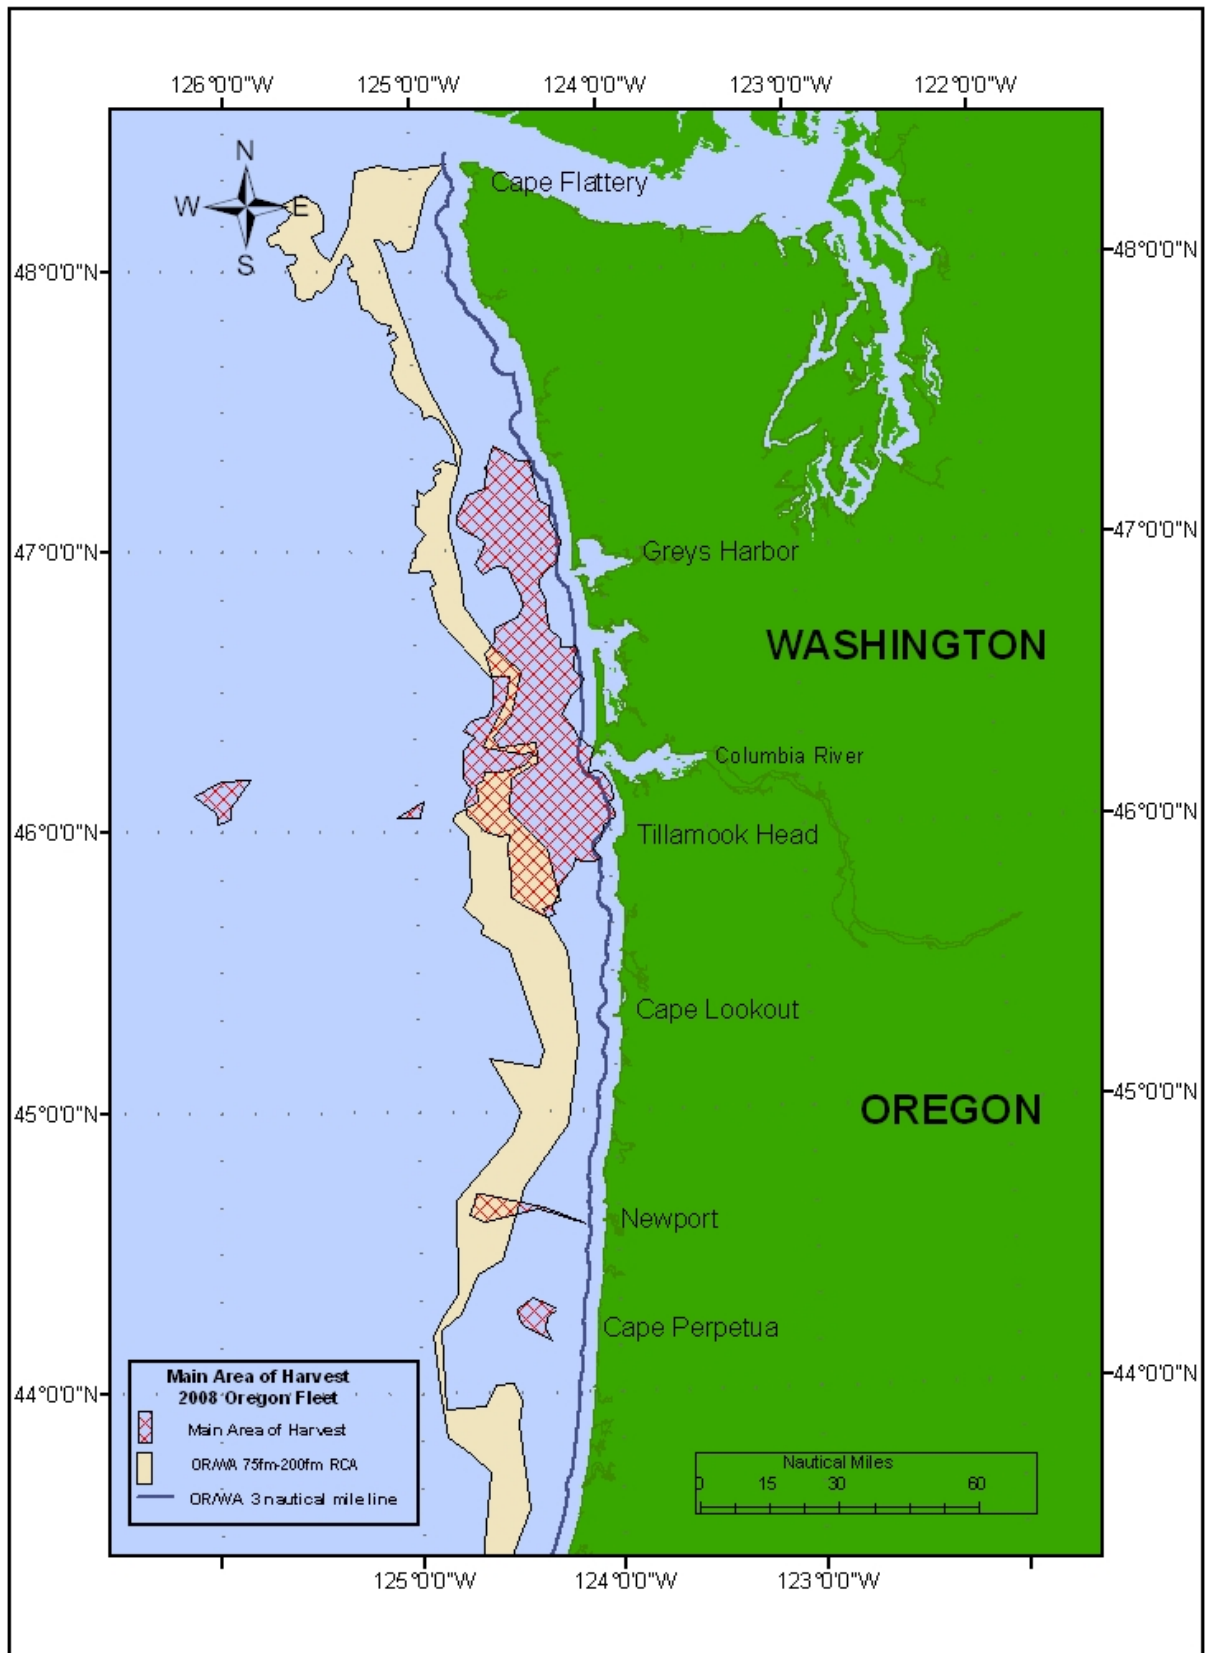 126°0'0"W 125°0'0"W 124°0'0"W 123°0'0"W 122°0'0"W
N
W E
S
Cape Flattery
48°0'0"N
48°0'0"N
47°0'0"N
47°0'0"N
Greys Harbor
WASHINGTON
Columbia River
46°0'0"N
46°0'0"N
Tillamook Head
Cape Lookout
45°0'0"N
45°0'0"N
OREGON
Newport
Cape Perpetua
44°0'0"N
44°0'0"N
Main Area of Harvest
2008 Oregon Fleet
Main Area of Harvest
OR/WA 75fm-200fm RCA
OR/WA 3 nautical mile line
Nautical Miles
0 15 30 60
125°0'0"W 124°0'0"W 123°0'0"W